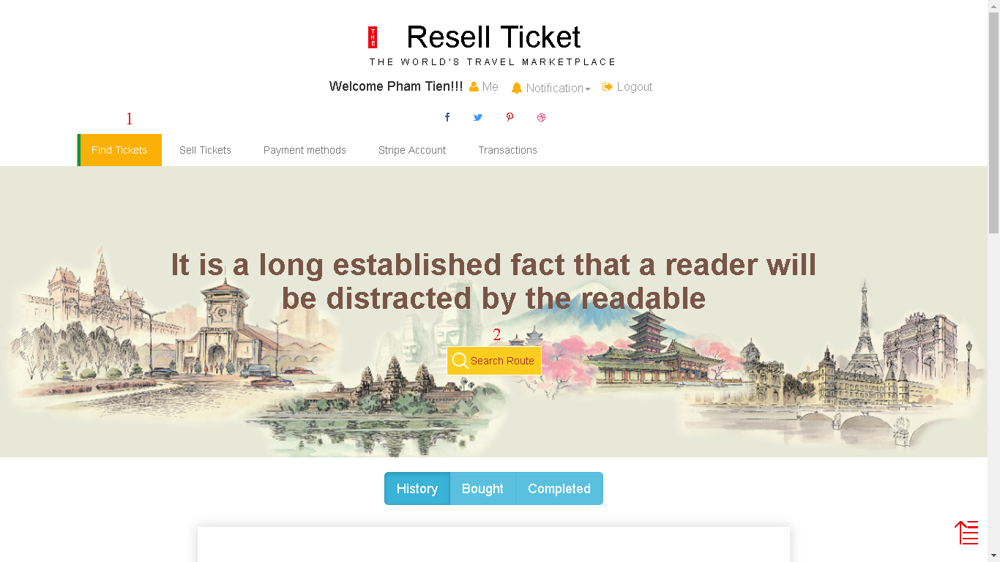 THE
Resell Ticket
THE WORLD'S TRAVEL MARKETPLACE
Welcome Pham Tien!!! Me Notification Logout
1
Find Tickets Sell Tickets Payment methods Stripe Account Transactions
It is a long established fact that a reader will
be distracted by the readable
2
Search Route
History Bought Completed